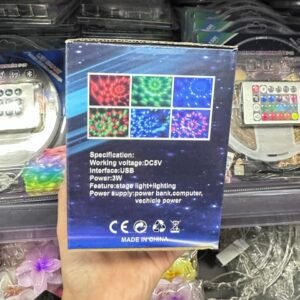 Specification:
Working voltage:DC5V
Interface:USB
Power:3W
Feature:stage light+lighting
Power supply:power bank,computer,
vechicle power
CE
MADE IN CHINA